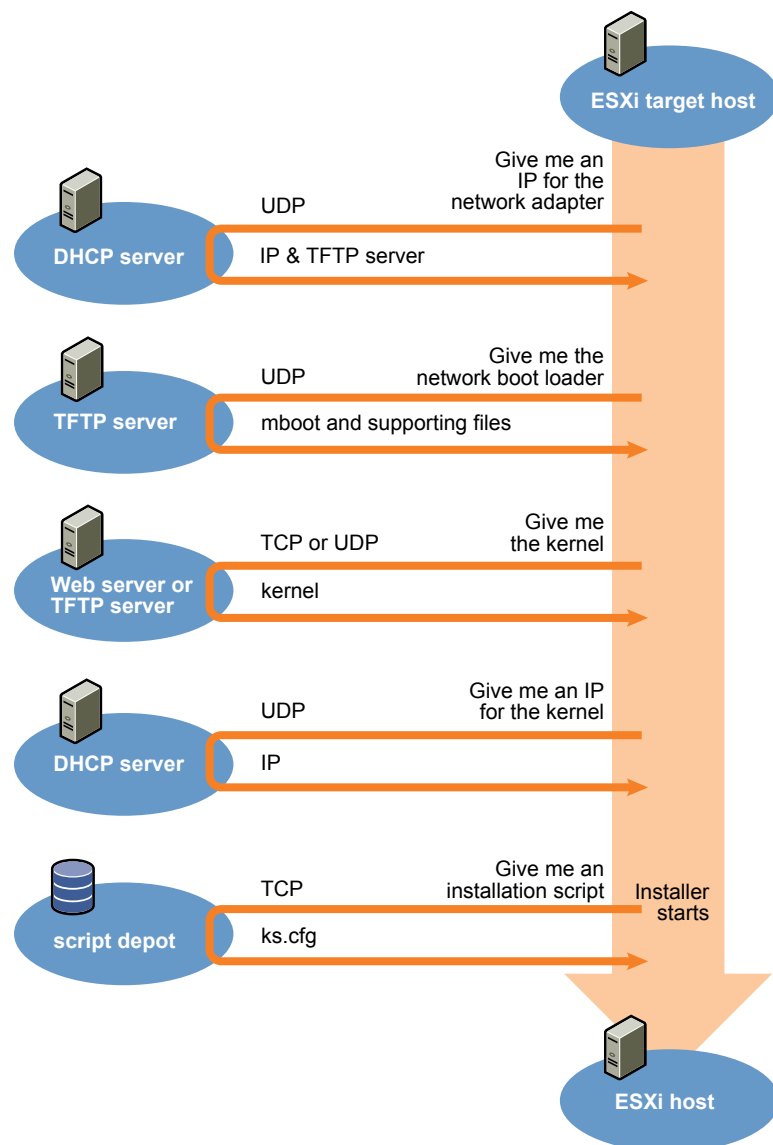 ESXi target host
Give me an
IP for the
network adapter
UDP
DHCP server
IP & TFTP server
Give me the
network boot loader
UDP
TFTP server
mboot and supporting files
Give me
the kernel
TCP or UDP
Web server or
TFTP server
kernel
Give me an IP
for the kernel
UDP
DHCP server
IP
Give me an
installation script
TCP
Installer
starts
script depot
ks.cfg
ESXi host